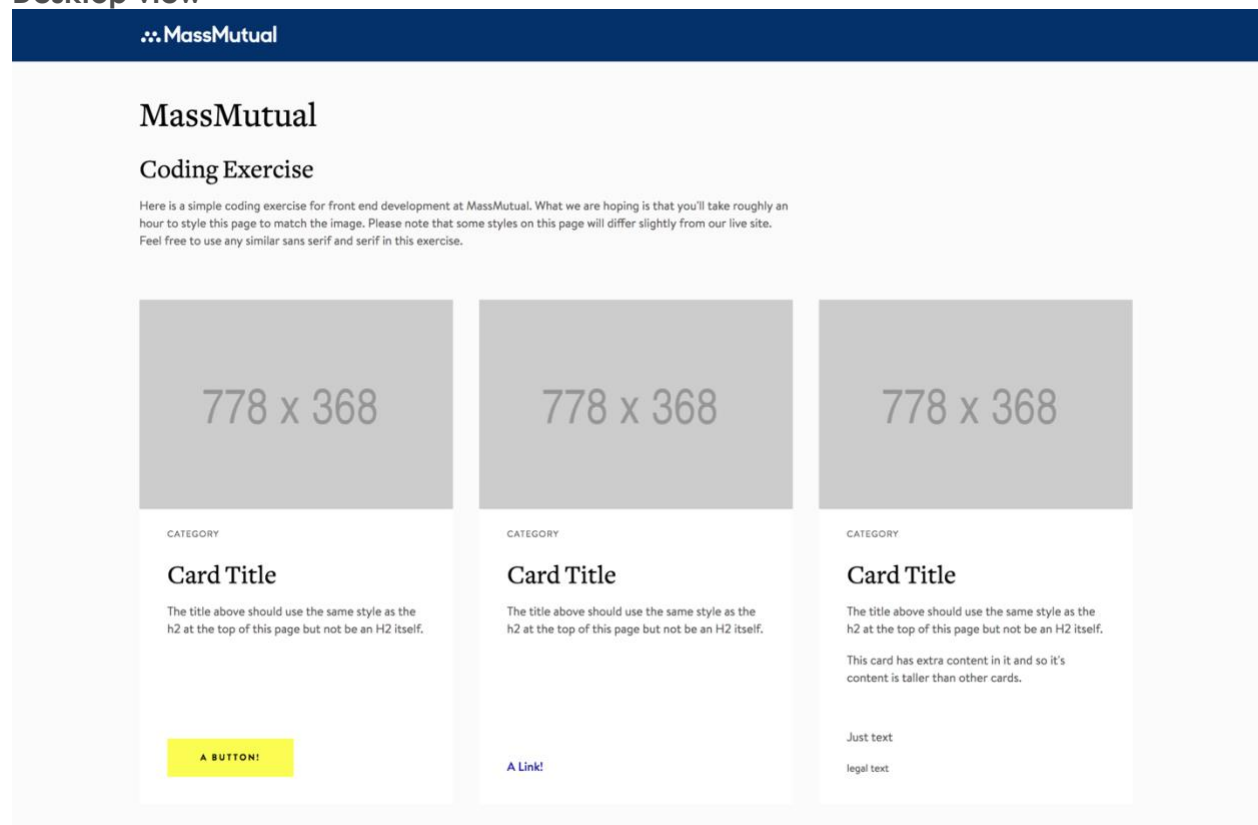 Desktop view
MassMutual
MassMutual
Coding Exercise
Here is a simple coding exercise for front end development at MassMutual. What we are hoping is that you'll take roughly an
hour to style this page to match the image. Please note that some styles on this page will differ slightly from our live site.
Feel free to use any similar sans serif and serif in this exercise.
778 x 368
778 x 368
778 x 368
CATEGORY
Card Title
The title above should use the same style as the
h2 at the top of this page but not be an H2 itself.
A BUTTON!
CATEGORY
Card Title
The title above should use the same style as the
h2 at the top of this page but not be an H2 itself.
A Link!
CATEGORY
Card Title
The title above should use the same style as the
h2 at the top of this page but not be an H2 itself.
This card has extra content in it and so it's
content is taller than other cards.
Just text
legal text